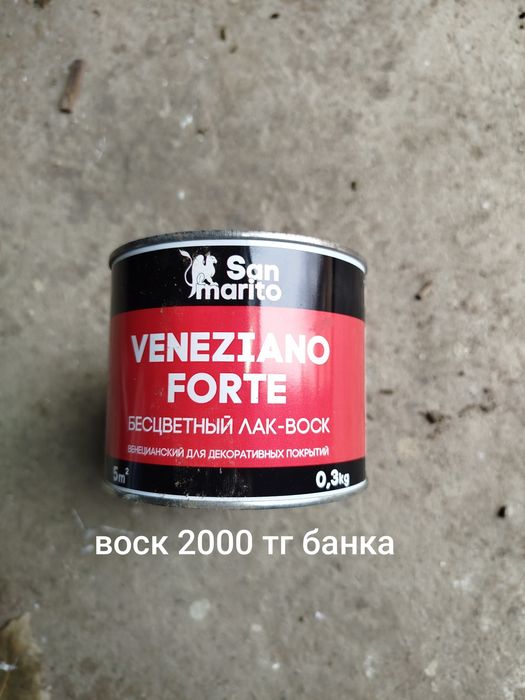 San
marito
VENEZIANO
FORTE
БЕСЦВЕТНЫЙ ЛАК-ВОСК
ВЕНЕЦИАНСКИЙ ДЛЯ ДЕКОРАТИВНЫХ ПОКРЫТИЙ
5m² 0,3kg
воск 2000 тг банка